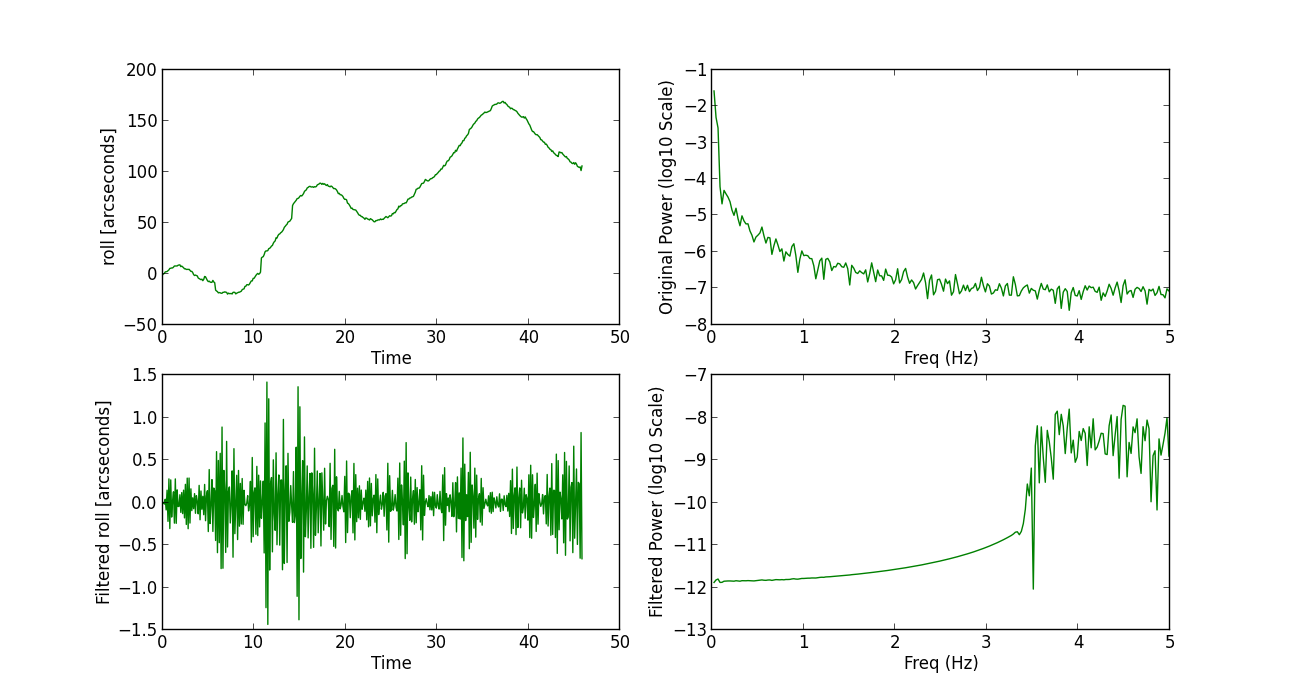 200
150
100
50
0
−50
roll [arcseconds]
0 10 20 30 40 50
Time
−1
−2
−3
−4
−5
−6
−7
−8
Original Power (log10 Scale)
0 1 2 3 4 5
Freq (Hz)
1.5
1.0
0.5
0.0
−0.5
−1.0
−1.5
Filtered roll [arcseconds]
0 10 20 30 40 50
Time
−7
−8
−9
−10
−11
−12
−13
Filtered Power (log10 Scale)
0 1 2 3 4 5
Freq (Hz)